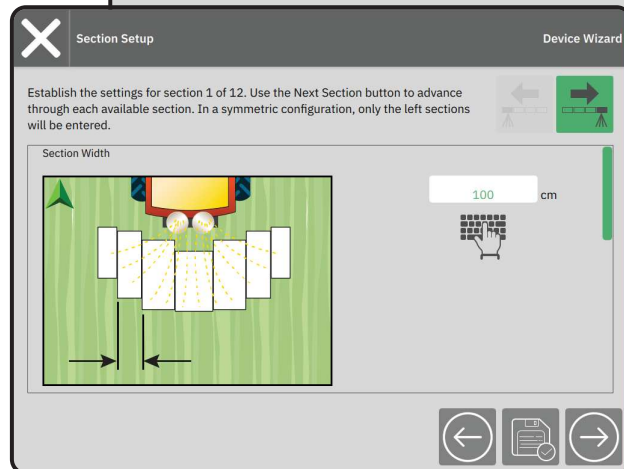 Section Setup
Device Wizard
Establish the settings for section 1 of 12. Use the Next Section button to advance
through each available section. In a symmetric configuration, only the left sections
will be entered.
Section Width
100 cm